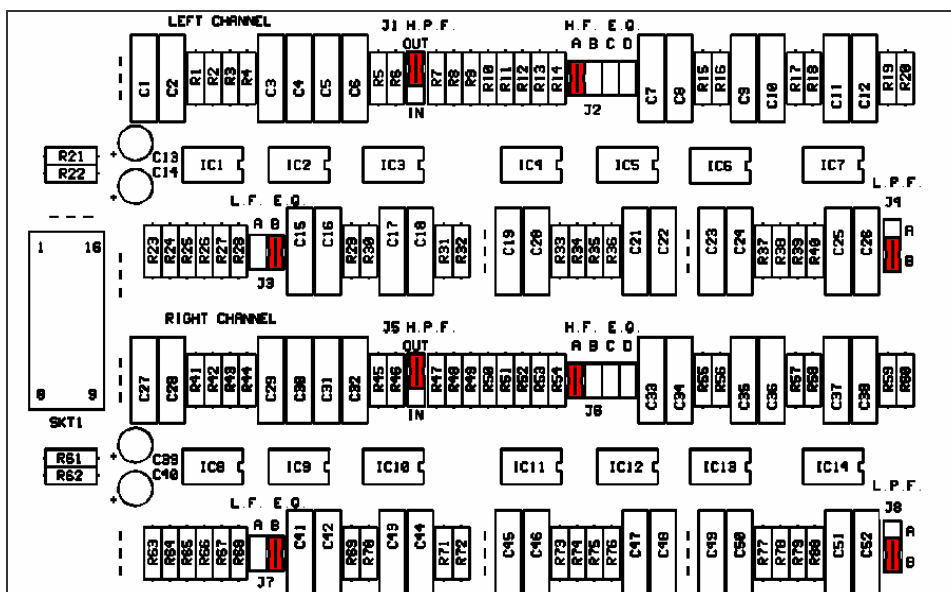 LEFT CHANNEL J1 H.P.F. H.F. E.Q.
OUT A B C D
C1 C2 R1 R2 R3 R4 C3 C4 C5 C6 R5 R6 R7 R8 R9 R10 R11 R12 R13 R14 C7 C8 R15 R16 C9 C10 R17 R18 C11 C12 R19 R20
IN J2
R21 + C13 IC1 IC2 IC3 IC4 IC5 IC6 IC7
R22 + C14
L.F. E.Q. L.P.F.
A B J4
1 16 R23 R24 R25 R26 R27 R28 C15 C16 R29 R30 C17 C18 R31 R32 C19 C20 R33 R34 R35 R36 C21 C22 C23 C24 R37 R38 R39 R40 C25 C26 A
B
J3
RIGHT CHANNEL J5 H.P.F. H.F. E.Q.
OUT A B C D
8 9 C27 C28 R41 R42 R43 R44 C29 C30 C31 C32 R45 R46 R47 R48 R49 R50 R51 R52 R53 R54 C33 C34 R55 R56 C35 C36 R57 R58 C37 C38 R59 R60
SKT1 IN J6
R61 + C39 IC8 IC9 IC10 IC11 IC12 IC13 IC14
R62 + C40
L.F. E.Q. L.P.F.
A B J8
R63 R64 R65 R66 R67 R68 C41 C42 R69 R70 C43 C44 R71 R72 C45 C46 R73 R74 R75 R76 C47 C48 C49 C50 R77 R78 R79 R80 C51 C52 A
B
J7